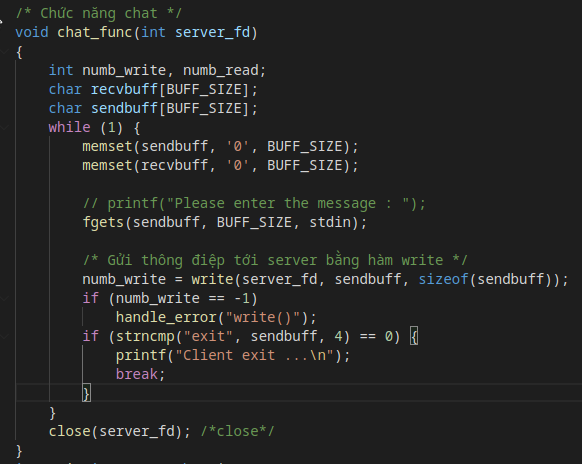 /* Chức năng chat */
void chat_func(int server_fd)
{
    int numb_write, numb_read;
    char recvbuff[BUFF_SIZE];
    char sendbuff[BUFF_SIZE];
    while (1) {
        memset(sendbuff, '0', BUFF_SIZE);
        memset(recvbuff, '0', BUFF_SIZE);

        // printf("Please enter the message : ");
        fgets(sendbuff, BUFF_SIZE, stdin);

        /* Gửi thông điệp tới server bằng hàm write */
        numb_write = write(server_fd, sendbuff, sizeof(sendbuff));
        if (numb_write == -1)
            handle_error("write()");
        if (strncmp("exit", sendbuff, 4) == 0) {
            printf("Client exit ...\n");
            break;
        }
    }
    close(server_fd); /*close*/
}